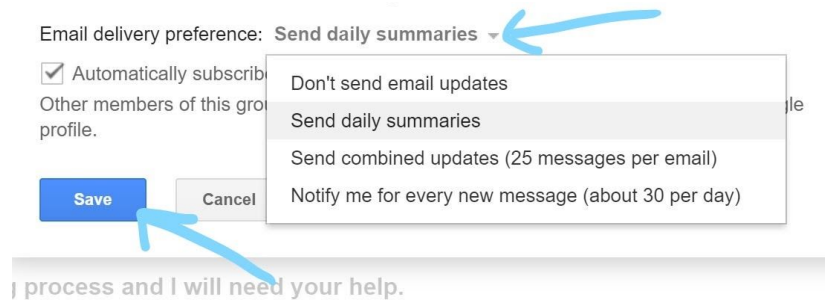 Email delivery preference: Send daily summaries
Automatically subscribe
Don't send email updates
Other members of this grou
gle
profile.
Send daily summaries
Send combined updates (25 messages per email)
Notify me for every new message (about 30 per day)
Save
Cancel
process and I will need your help.